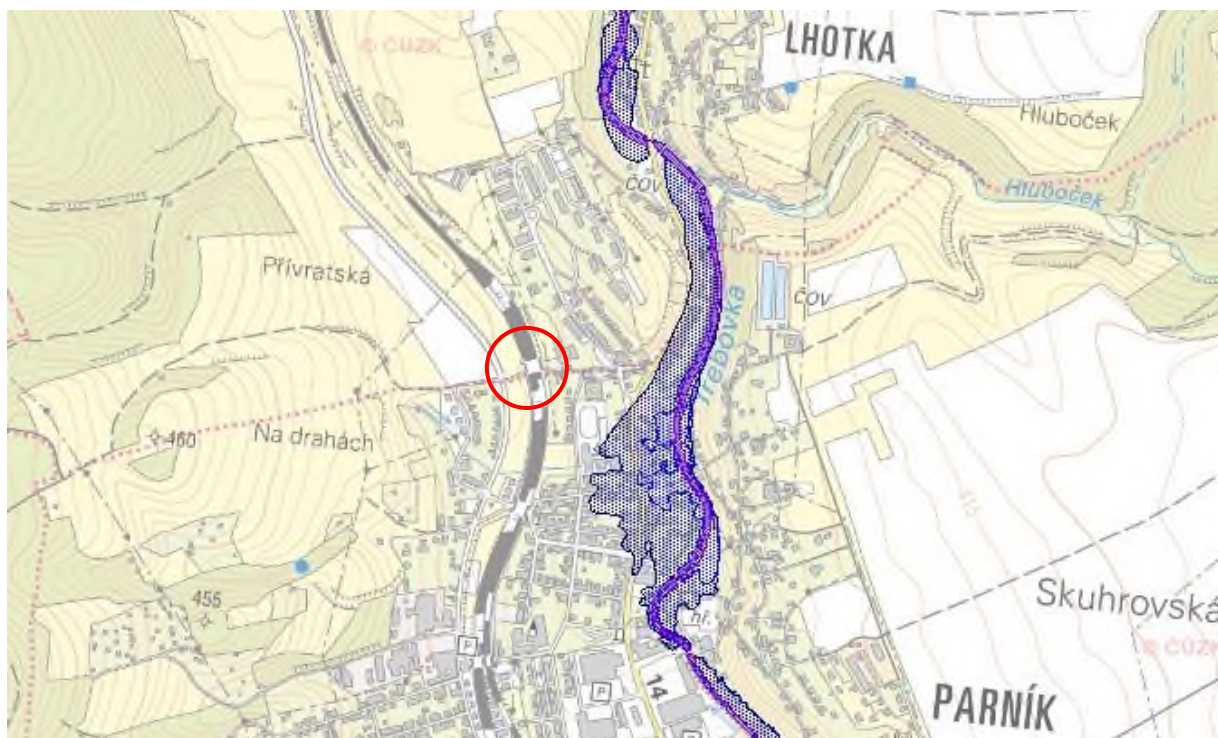 © ČÚZK
LHOTKA
Hluboček
Hluboček
ČOV
Přívratská
ČOV
Třebovka
460
Na drahách
455
Skuhrovská
© ČÚZK
hř.
P
P
14
PARNÍK